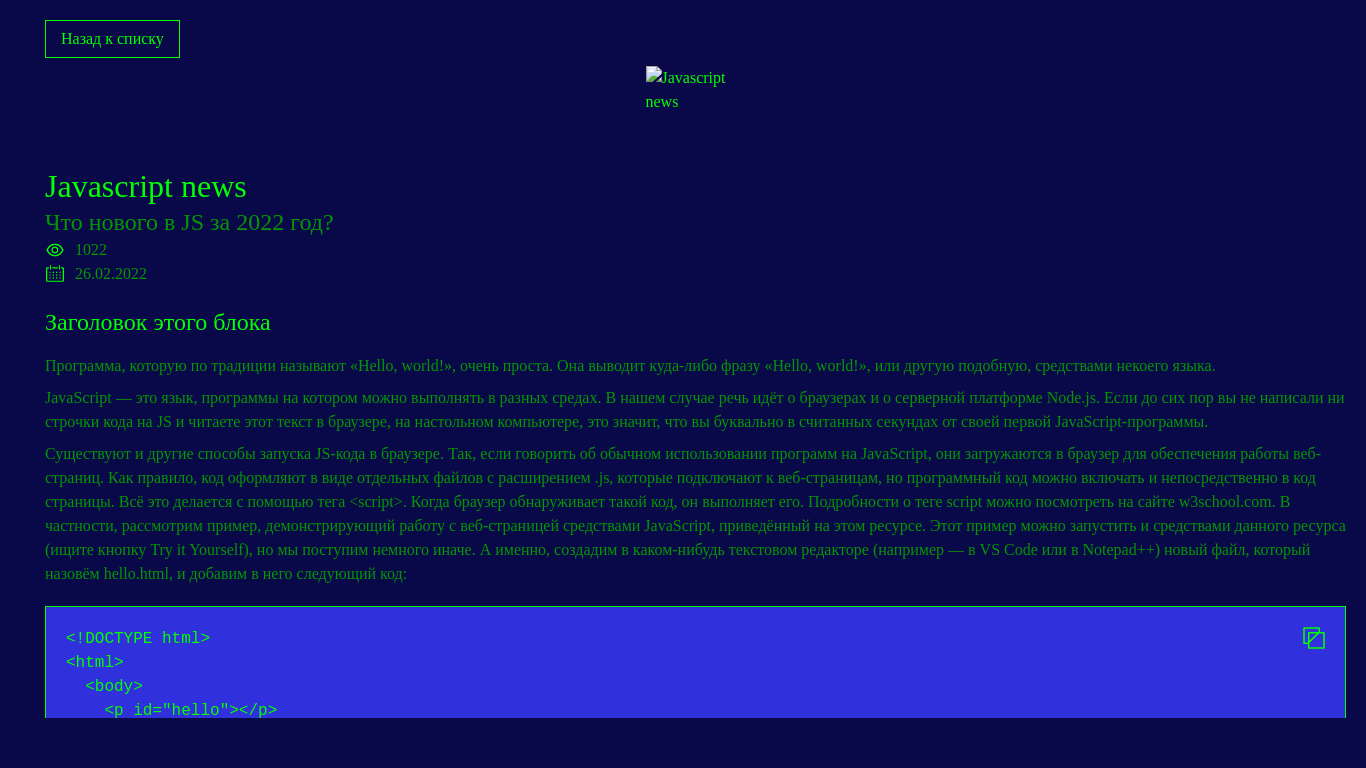 Назад к списку
Javascript
news
Javascript news
Что нового в JS за 2022 год?
1022
26.02.2022
Заголовок этого блока
Программа, которую по традиции называют «Hello, world!», очень проста. Она выводит куда-либо фразу «Hello, world!», или другую подобную, средствами некоего языка.
JavaScript — это язык, программы на котором можно выполнять в разных средах. В нашем случае речь идёт о браузерах и о серверной платформе Node.js. Если до сих пор вы не написали ни
строчки кода на JS и читаете этот текст в браузере, на настольном компьютере, это значит, что вы буквально в считанных секундах от своей первой JavaScript-программы.
Существуют и другие способы запуска JS-кода в браузере. Так, если говорить об обычном использовании программ на JavaScript, они загружаются в браузер для обеспечения работы веб-
страниц. Как правило, код оформляют в виде отдельных файлов с расширением .js, которые подключают к веб-страницам, но программный код можно включать и непосредственно в код
страницы. Всё это делается с помощью тега <script>. Когда браузер обнаруживает такой код, он выполняет его. Подробности о теге script можно посмотреть на сайте w3school.com. В
частности, рассмотрим пример, демонстрирующий работу с веб-страницей средствами JavaScript, приведённый на этом ресурсе. Этот пример можно запустить и средствами данного ресурса
(ищите кнопку Try it Yourself), но мы поступим немного иначе. А именно, создадим в каком-нибудь текстовом редакторе (например — в VS Code или в Notepad++) новый файл, который
назовём hello.html, и добавим в него следующий код:
<!DOCTYPE html>
<html>
<body>
<p id="hello"></p>